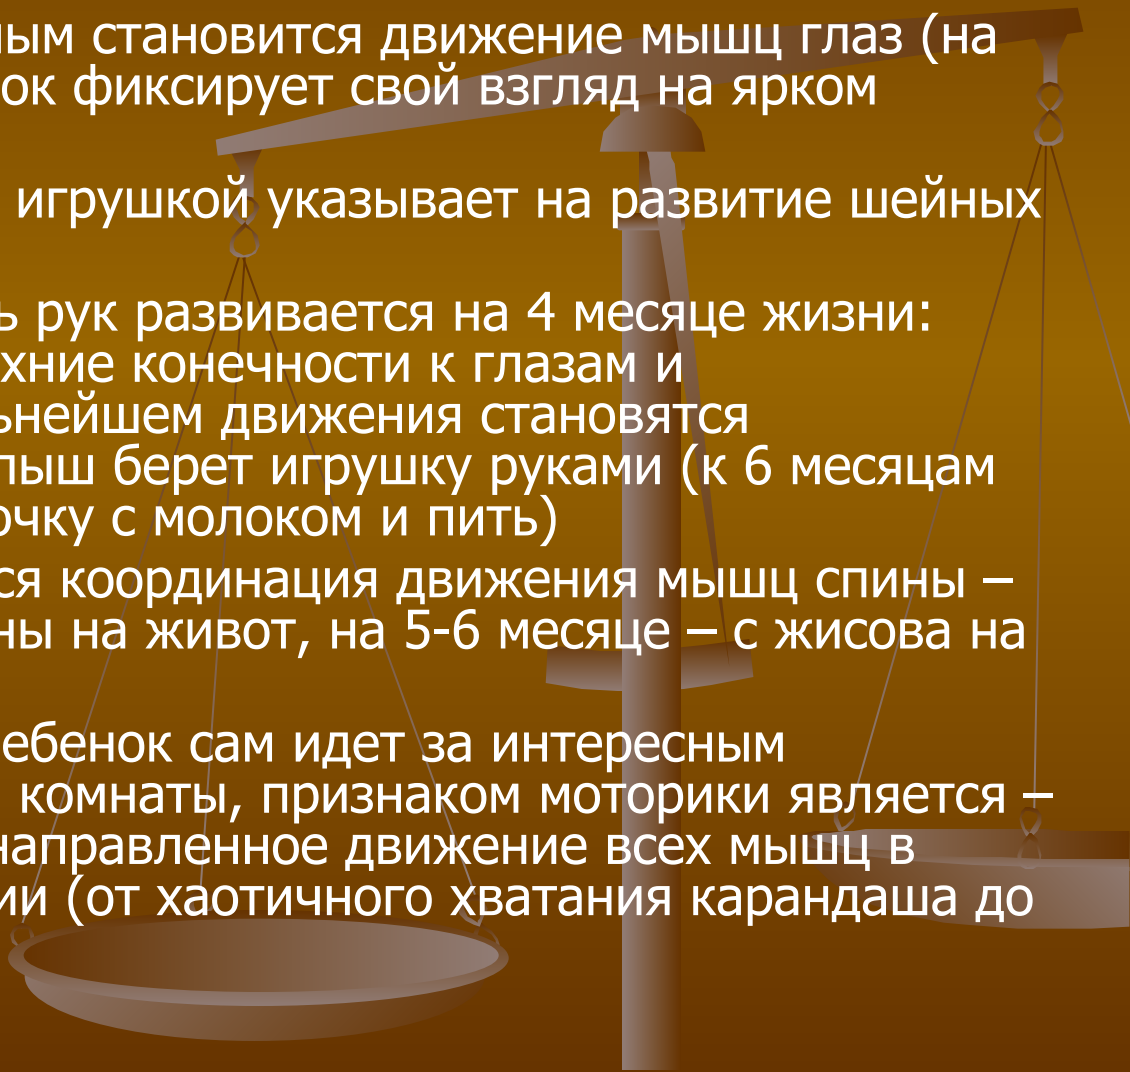 ным становится движение мышц глаз (на
ок фиксирует свой взгляд на ярком
игрушкой указывает на развитие шейных
ь рук развивается на 4 месяце жизни:
хние конечности к глазам и
ьнейшем движения становятся
лыш берет игрушку руками (к 6 месяцам
очку с молоком и пить)
ся координация движения мышц спины –
ны на живот, на 5-6 месяце – с жисова на
ебенок сам идет за интересным
комнаты, признаком моторики является –
направленное движение всех мышц в
ии (от хаотичного хватания карандаша до